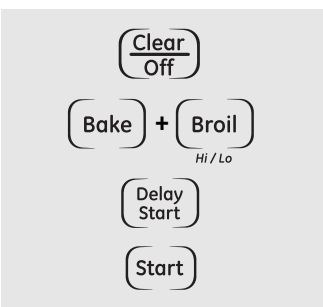 Clear
Off
Bake + Broil
Hi / Lo
Delay
Start
Start